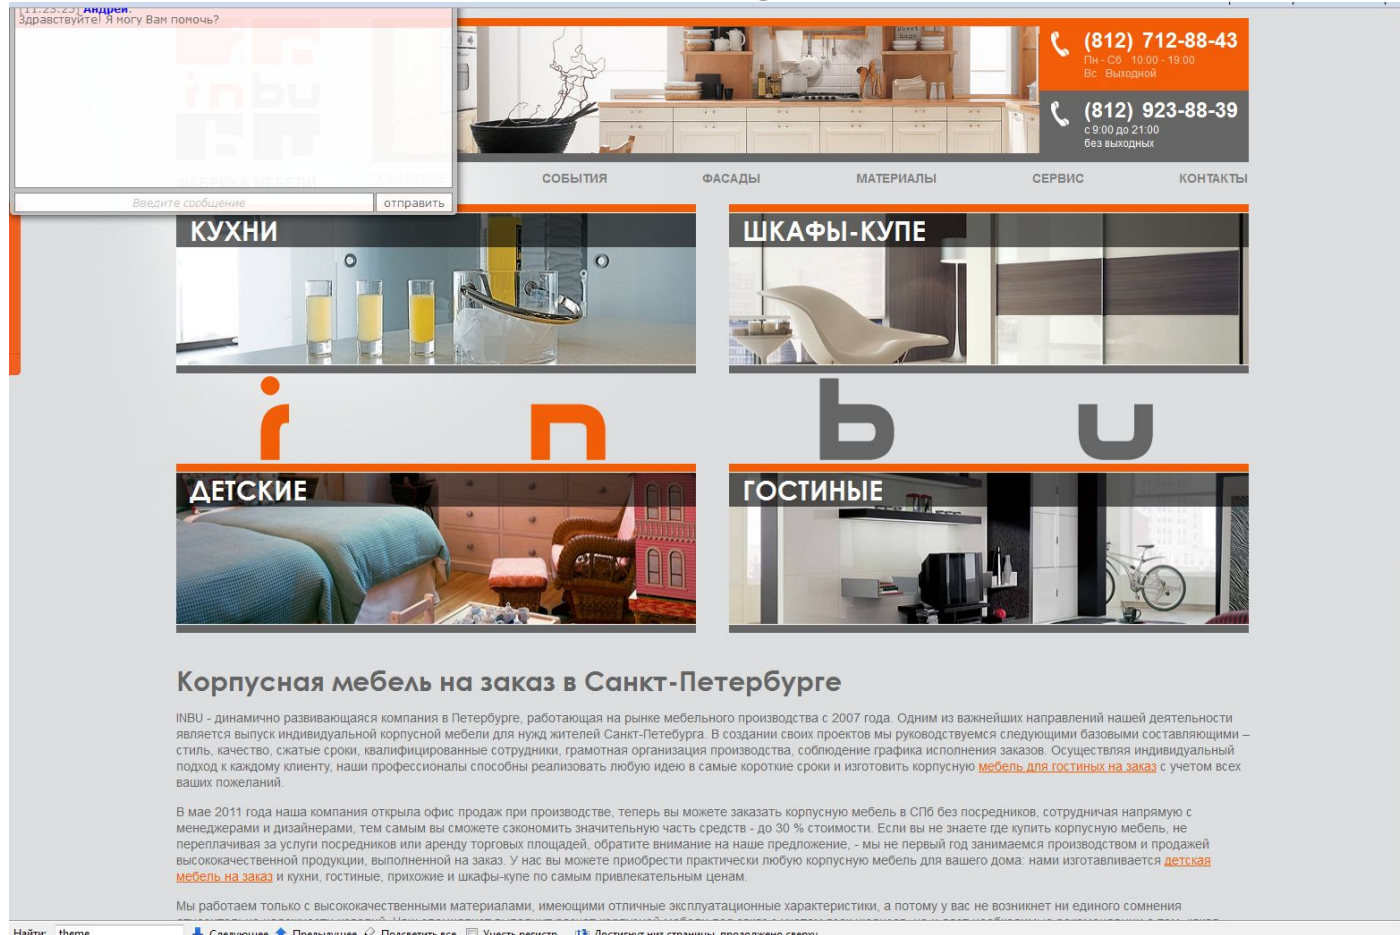 [11:23:25] Андрей:
Здравствуйте! Я могу Вам помочь?
Введите сообщение
отправить
inbu
ФАБРИКА МЕБЕЛИ
(812) 712-88-43
Пн - Сб 10:00 - 19:00
Вс Выходной
(812) 923-88-39
с 9:00 до 21:00
без выходных
О ФАБРИКЕ
СОБЫТИЯ
ФАСАДЫ
МАТЕРИАЛЫ
СЕРВИС
КОНТАКТЫ
КУХНИ
ШКАФЫ-КУПЕ
inbu
ДЕТСКИЕ
ГОСТИНЫЕ
Корпусная мебель на заказ в Санкт-Петербурге
INBU - динамично развивающаяся компания в Петербурге, работающая на рынке мебельного производства с 2007 года. Одним из важнейших направлений нашей деятельности
является выпуск индивидуальной корпусной мебели для нужд жителей Санкт-Петебурга. В создании своих проектов мы руководствуемся следующими базовыми составляющими –
стиль, качество, сжатые сроки, квалифицированные сотрудники, грамотная организация производства, соблюдение графика исполнения заказов. Осуществляя индивидуальный
подход к каждому клиенту, наши профессионалы способны реализовать любую идею в самые короткие сроки и изготовить корпусную мебель для гостиных на заказ с учетом всех
ваших пожеланий.
В мае 2011 года наша компания открыла офис продаж при производстве, теперь вы можете заказать корпусную мебель в СПб без посредников, сотрудничая напрямую с
менеджерами и дизайнерами, тем самым вы сможете сэкономить значительную часть средств - до 30 % стоимости. Если вы не знаете где купить корпусную мебель, не
переплачивая за услуги посредников или аренду торговых площадей, обратите внимание на наше предложение, - мы не первый год занимаемся производством и продажей
высококачественной продукции, выполненной на заказ. У нас вы можете приобрести практически любую корпусную мебель для вашего дома: нами изготавливается детская
мебель на заказ и кухни, гостиные, прихожие и шкафы-купе по самым привлекательным ценам.
Мы работаем только с высококачественными материалами, имеющими отличные эксплуатационные характеристики, а потому у вас не возникнет ни единого сомнения
Найти: theme
Следующее
Предыдущее
Подсветить все
Учесть регистр
Достигнут низ страницы, продолжено сверху